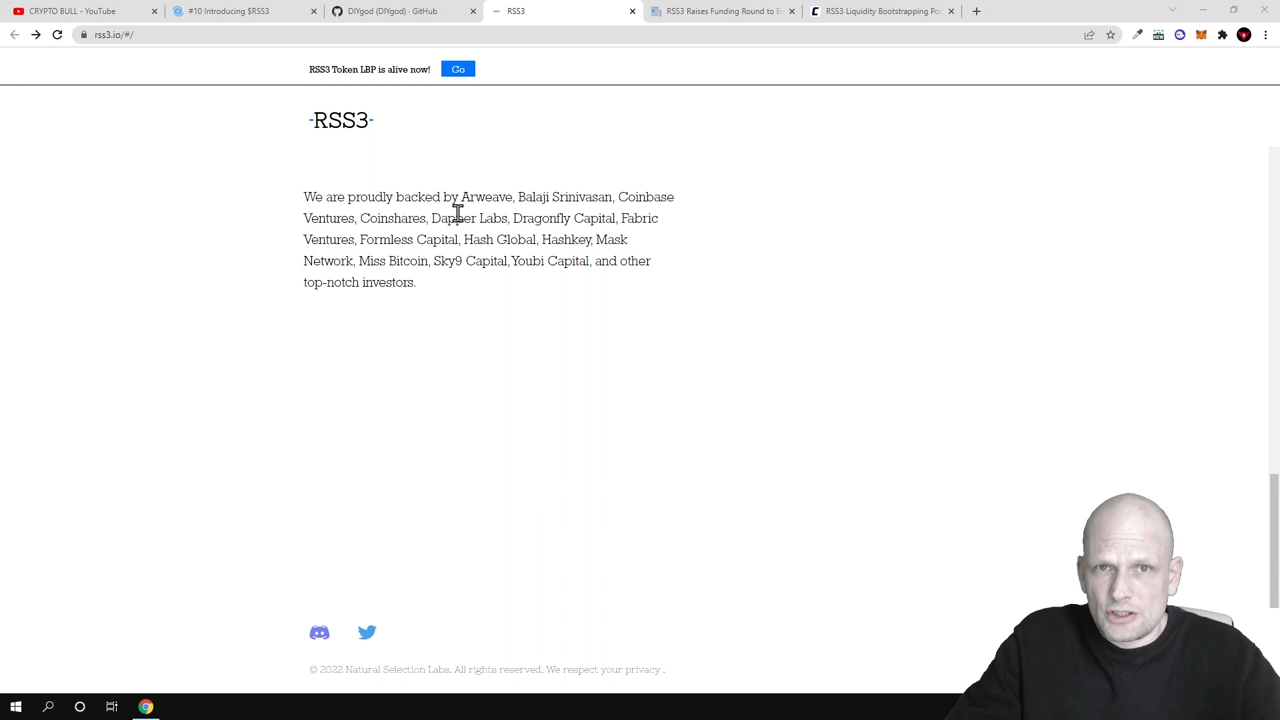 CRYPTO BULL - YouTube
#10 Introducing $RSS3
DIYgod (DIYgod) · GitHub
RSS3
RSS3 Raises Funding Round to E
RSS3 Liquidity Bootstrapping Po
rss3.io/#/
RSS3 Token LBP is alive now! Go
-RSS3-
We are proudly backed by Arweave, Balaji Srinivasan, Coinbase
Ventures, Coinshares, Dapper Labs, Dragonfly Capital, Fabric
Ventures, Formless Capital, Hash Global, Hashkey, Mask
Network, Miss Bitcoin, Sky9 Capital, Youbi Capital, and other
top-notch investors.
© 2022 Natural Selection Labs. All rights reserved. We respect your privacy .